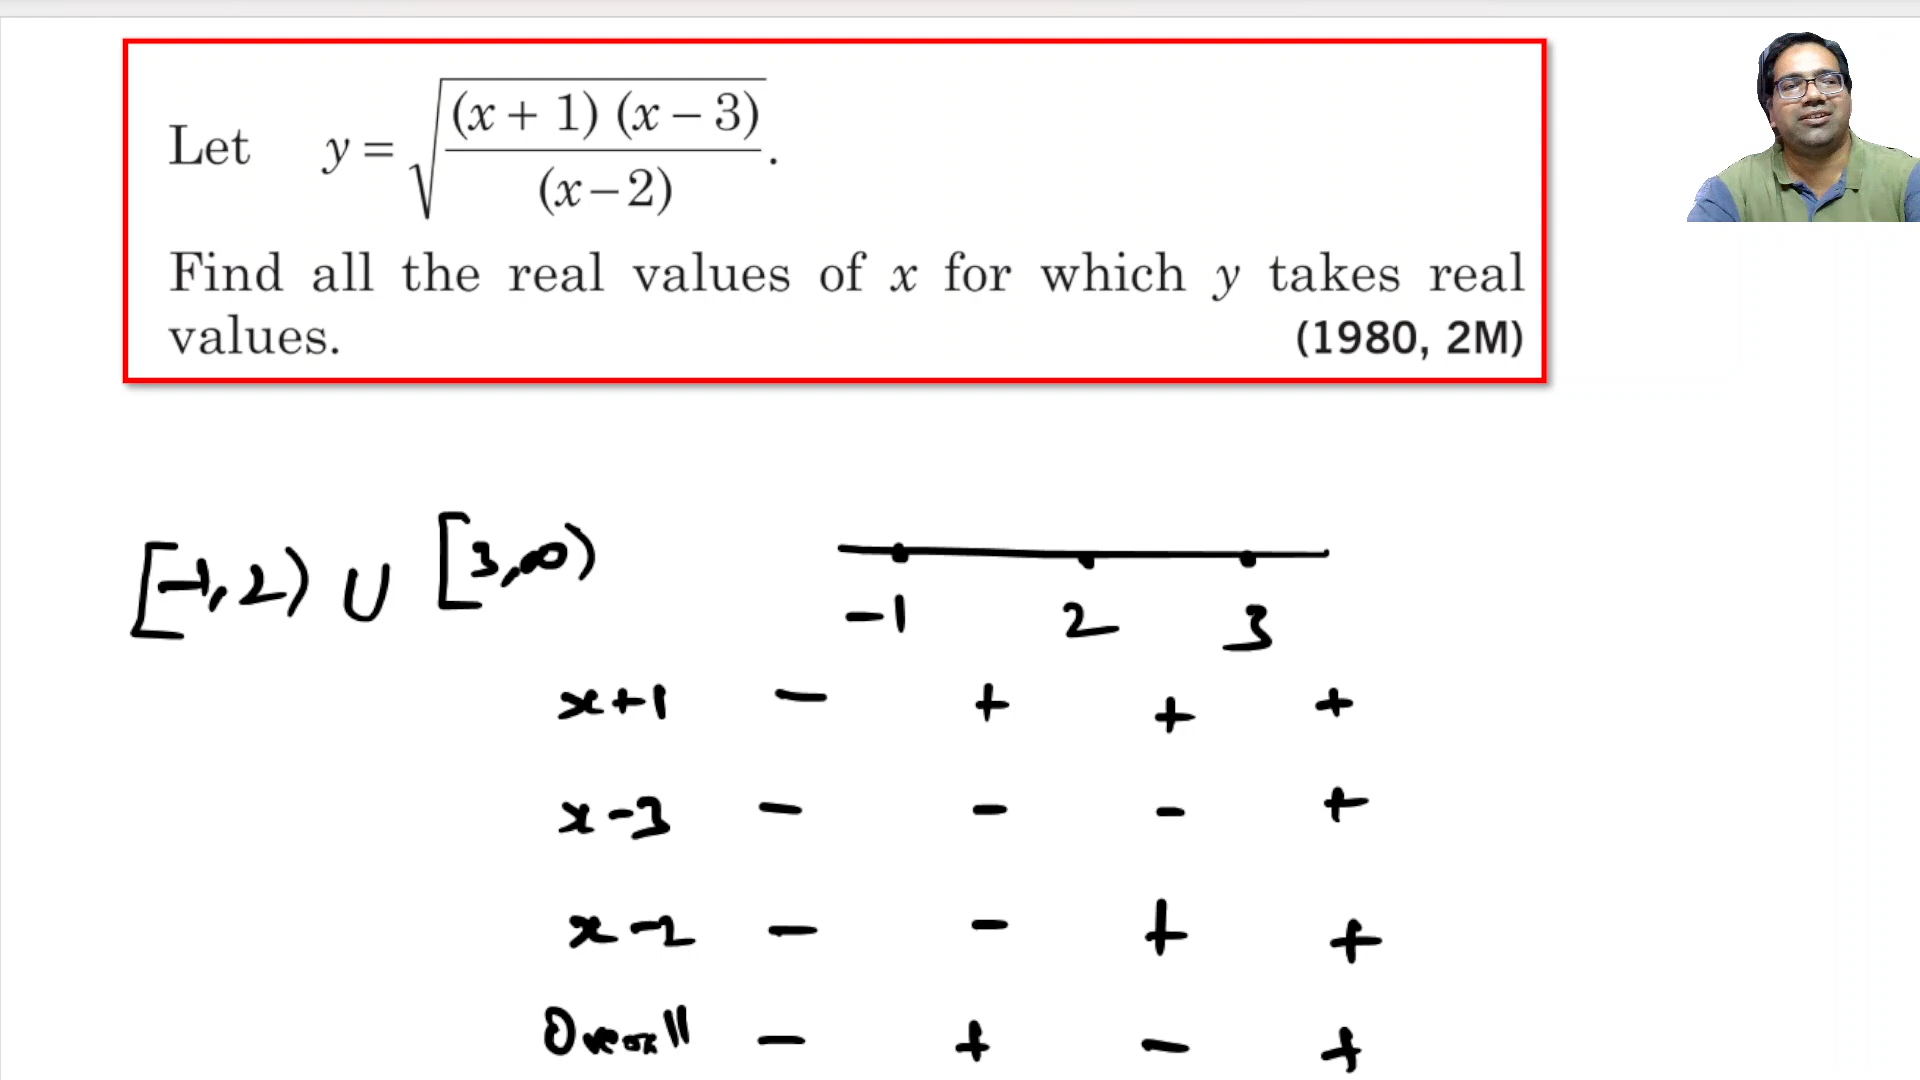 Let y = √((x + 1) (x – 3) / (x – 2)).
Find all the real values of x for which y takes real
values. (1980, 2M)
[-1,2) ∪ [3,∞)
-1 2 3
x+1 - + + +
x-3 - - - +
x-2 - - + +
Overall - + - +